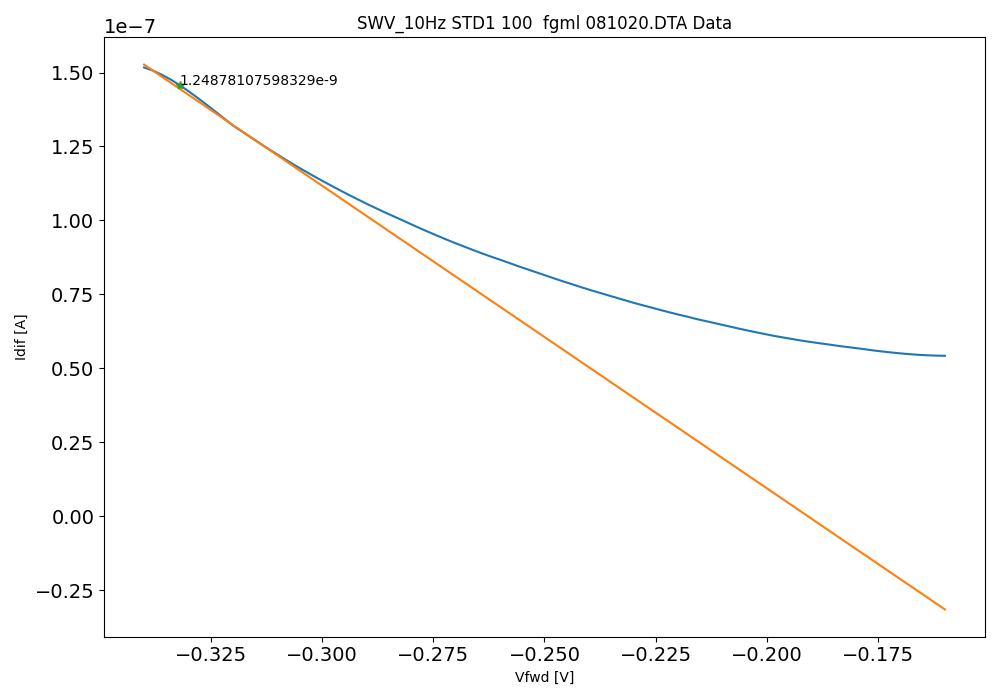 SWV_10Hz STD1 100  fgml 081020.DTA Data
1e−7
1.24878107598329e-9
1.50
1.25
1.00
0.75
0.50
0.25
0.00
−0.25
Idif [A]
−0.325 −0.300 −0.275 −0.250 −0.225 −0.200 −0.175
Vfwd [V]